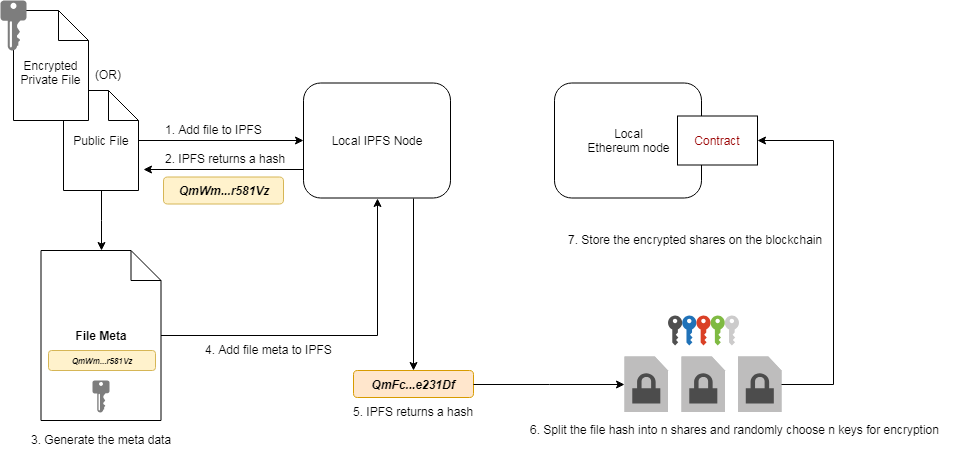 Encrypted
Private File
(OR)
Public File
1. Add file to IPFS
2. IPFS returns a hash
QmWm...r581Vz
Local IPFS Node
Local
Ethereum node
Contract
7. Store the encrypted shares on the blockchain
File Meta
QmWm...r581Vz
4. Add file meta to IPFS
QmFc...e231Df
5. IPFS returns a hash
3. Generate the meta data
6. Split the file hash into n shares and randomly choose n keys for encryption